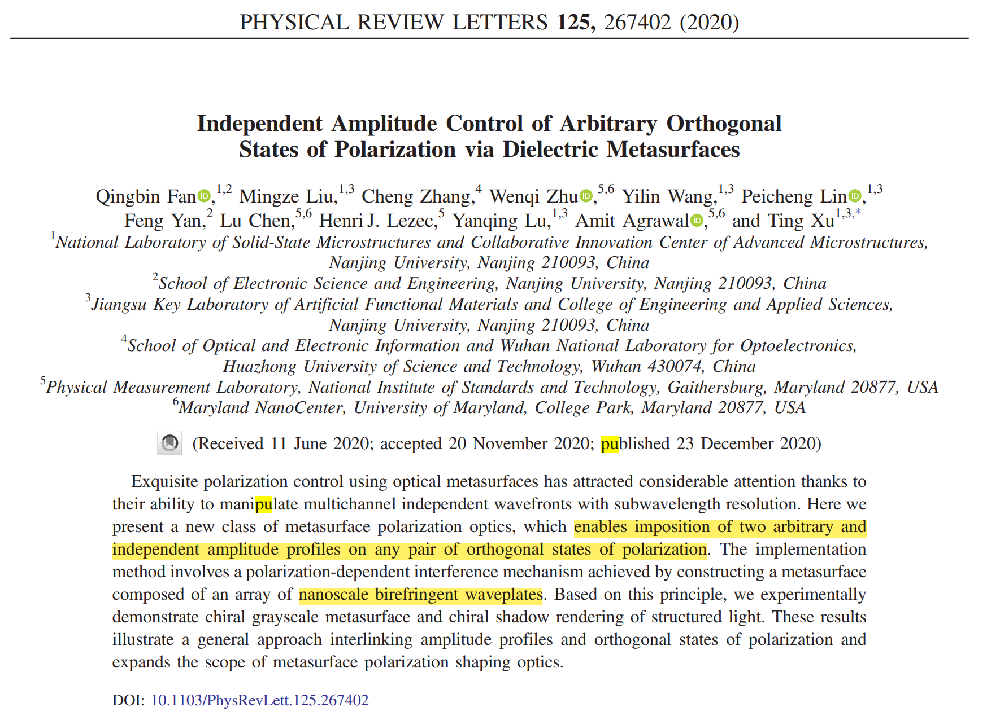 PHYSICAL REVIEW LETTERS 125, 267402 (2020)
Independent Amplitude Control of Arbitrary Orthogonal
States of Polarization via Dielectric Metasurfaces
Qingbin Fan iD,1,2 Mingze Liu,1,3 Cheng Zhang,4 Wenqi Zhu iD,5,6 Yilin Wang,1,3 Peicheng Lin iD,1,3
Feng Yan,2 Lu Chen,5,6 Henri J. Lezec,5 Yanqing Lu,1,3 Amit Agrawal iD,5,6 and Ting Xu1,3,*
1National Laboratory of Solid-State Microstructures and Collaborative Innovation Center of Advanced Microstructures,
Nanjing University, Nanjing 210093, China
2School of Electronic Science and Engineering, Nanjing University, Nanjing 210093, China
3Jiangsu Key Laboratory of Artificial Functional Materials and College of Engineering and Applied Sciences,
Nanjing University, Nanjing 210093, China
4School of Optical and Electronic Information and Wuhan National Laboratory for Optoelectronics,
Huazhong University of Science and Technology, Wuhan 430074, China
5Physical Measurement Laboratory, National Institute of Standards and Technology, Gaithersburg, Maryland 20877, USA
6Maryland NanoCenter, University of Maryland, College Park, Maryland 20877, USA
(Received 11 June 2020; accepted 20 November 2020; published 23 December 2020)
Exquisite polarization control using optical metasurfaces has attracted considerable attention thanks to
their ability to manipulate multichannel independent wavefronts with subwavelength resolution. Here we
present a new class of metasurface polarization optics, which enables imposition of two arbitrary and
independent amplitude profiles on any pair of orthogonal states of polarization. The implementation
method involves a polarization-dependent interference mechanism achieved by constructing a metasurface
composed of an array of nanoscale birefringent waveplates. Based on this principle, we experimentally
demonstrate chiral grayscale metasurface and chiral shadow rendering of structured light. These results
illustrate a general approach interlinking amplitude profiles and orthogonal states of polarization and
expands the scope of metasurface polarization shaping optics.
DOI: 10.1103/PhysRevLett.125.267402